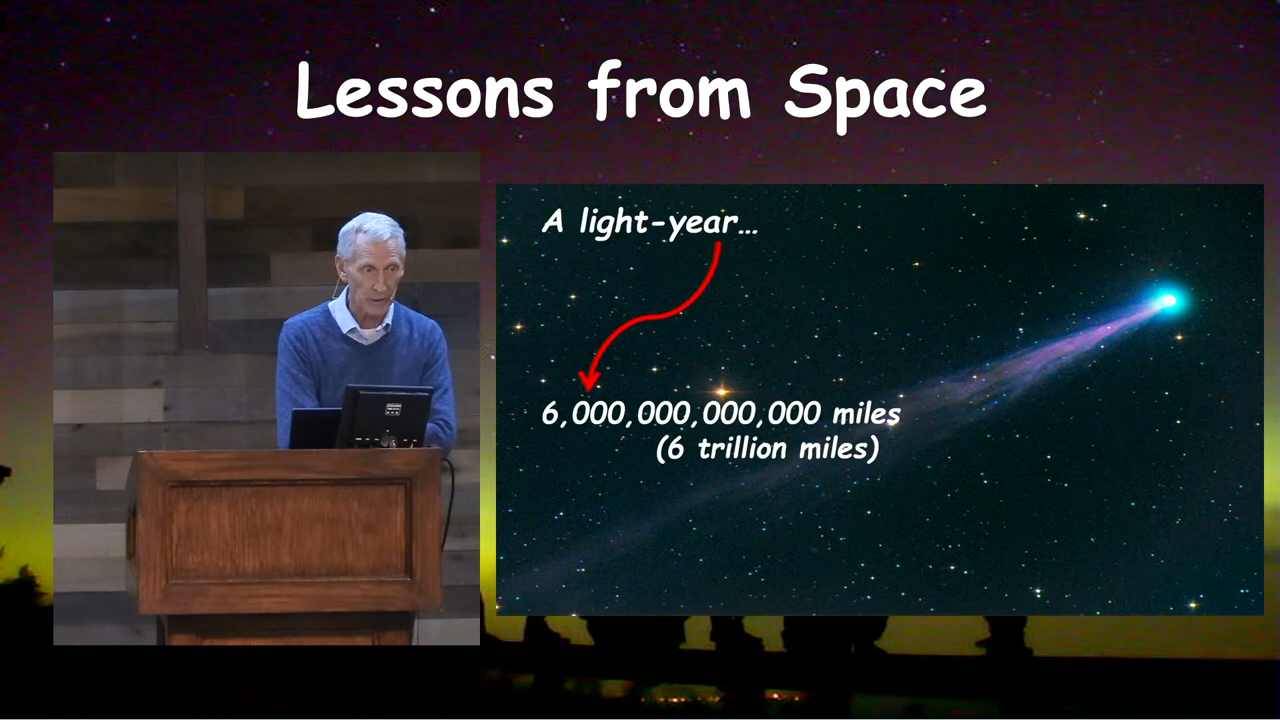 Lessons from Space
A light-year...
6,000,000,000,000 miles
(6 trillion miles)